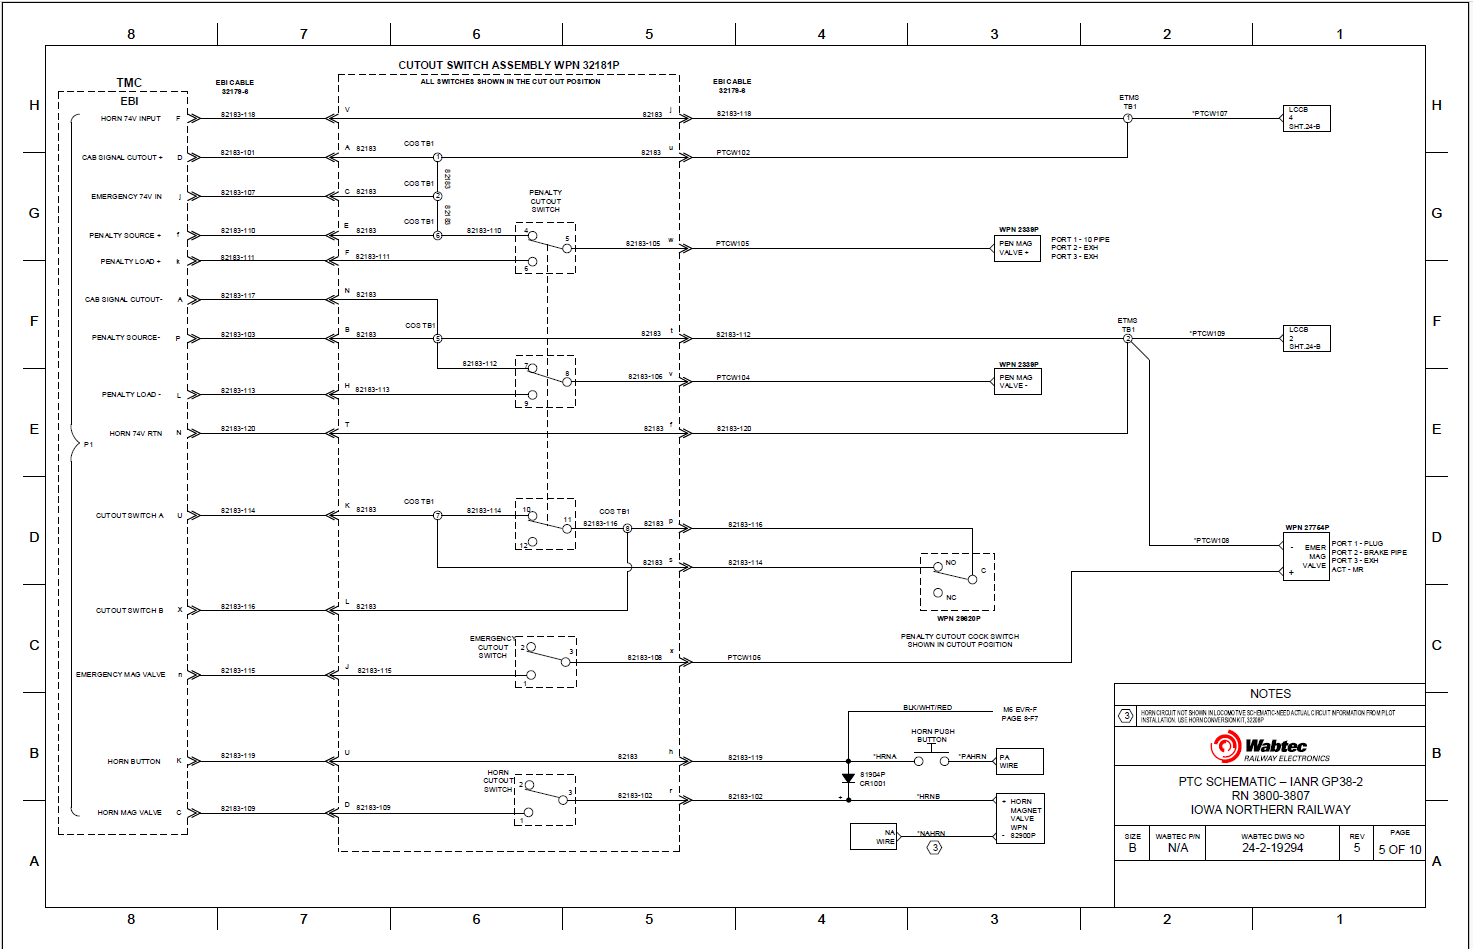 8 7 6 5 4 3 2 1
CUTOUT SWITCH ASSEMBLY WPN 32181P
ALL SWITCHES SHOWN IN THE CUT OUT POSITION
TMC
EBI
EBI CABLE
32179-6
EBI CABLE
32179-6
H H
HORN 74V INPUT F 82183-118 V 82183 j 82183-118
ETMS
TB1
1
*PTCW107
LCCB
4
SHT.24-B
CAB SIGNAL CUTOUT + D 82183-101 A 82183 COS TB1 1 82183 u PTCW102
82183
EMERGENCY 74V IN j 82183-107 C 82183 COS TB1 2
82183
G G
PENALTY
CUTOUT
SWITCH
PENALTY SOURCE + f 82183-110 E 82183 COS TB1 6 82183-110 4 5 82183-105 w PTCW105
WPN 2339P
PEN MAG
VALVE +
PORT 1 - 10 PIPE
PORT 2 - EXH
PORT 3 - EXH
PENALTY LOAD + k 82183-111 F 82183-111 6
CAB SIGNAL CUTOUT- A 82183-117 N 82183
F F
PENALTY SOURCE- P 82183-103 B 82183 COS TB1 5 82183 t 82183-112
ETMS
TB1
2
*PTCW109
LCCB
2
SHT.24-B
82183-112 7 8 82183-106 v PTCW104
WPN 2339P
PEN MAG
VALVE -
PENALTY LOAD - L 82183-113 H 82183-113 9
E E
HORN 74V RTN N 82183-120 T 82183 f 82183-120
P1
CUTOUT SWITCH A U 82183-114 K 82183 COS TB1 7 82183-114 10 11 82183-116 COS TB1 8 82183 p 82183-116
12
D D
82183 s 82183-114
NO C
NC
WPN 29620P
PENALTY CUTOUT COCK SWITCH
SHOWN IN CUTOUT POSITION
*PTCW108
WPN 27764P
- EMER
MAG
VALVE
+
PORT 1 - PLUG
PORT 2 - BRAKE PIPE
PORT 3 - EXH
ACT - MR
CUTOUT SWITCH B X 82183-116 L 82183
C C
EMERGENCY
CUTOUT
SWITCH
2 3 82183-108 x PTCW106
EMERGENCY MAG VALVE n 82183-115 J 82183-115 1
BLK/WHT/RED
M6 EVR-F
PAGE 8-F7
B B
HORN BUTTON K 82183-119 U 82183 h 82183-119
*HRNA
HORN PUSH
BUTTON
*PAHRN
PA
WIRE
81904P
CR1001
+
HORN
CUTOUT
SWITCH
2 3 82183-102 r 82183-102
*HRNB
+ HORN
MAGNET
VALVE
WPN
- 82900P
HORN MAG VALVE C 82183-109 D 82183-109 1
NA
WIRE
*NAHRN
3
A A
NOTES
3 HORN CIRCUIT NOT SHOWN IN LOCOMOTIVE SCHEMATIC-NEED ACTUAL CIRCUIT INFORMATION FROM PILOT
INSTALLATION. USE HORN CONVERSION KIT, 32208P
Wabtec
RAILWAY ELECTRONICS
PTC SCHEMATIC – IANR GP38-2
RN 3800-3807
IOWA NORTHERN RAILWAY
SIZE WABTEC P/N WABTEC DWG NO REV PAGE
B N/A 24-2-19294 5 5 OF 10
8 7 6 5 4 3 2 1